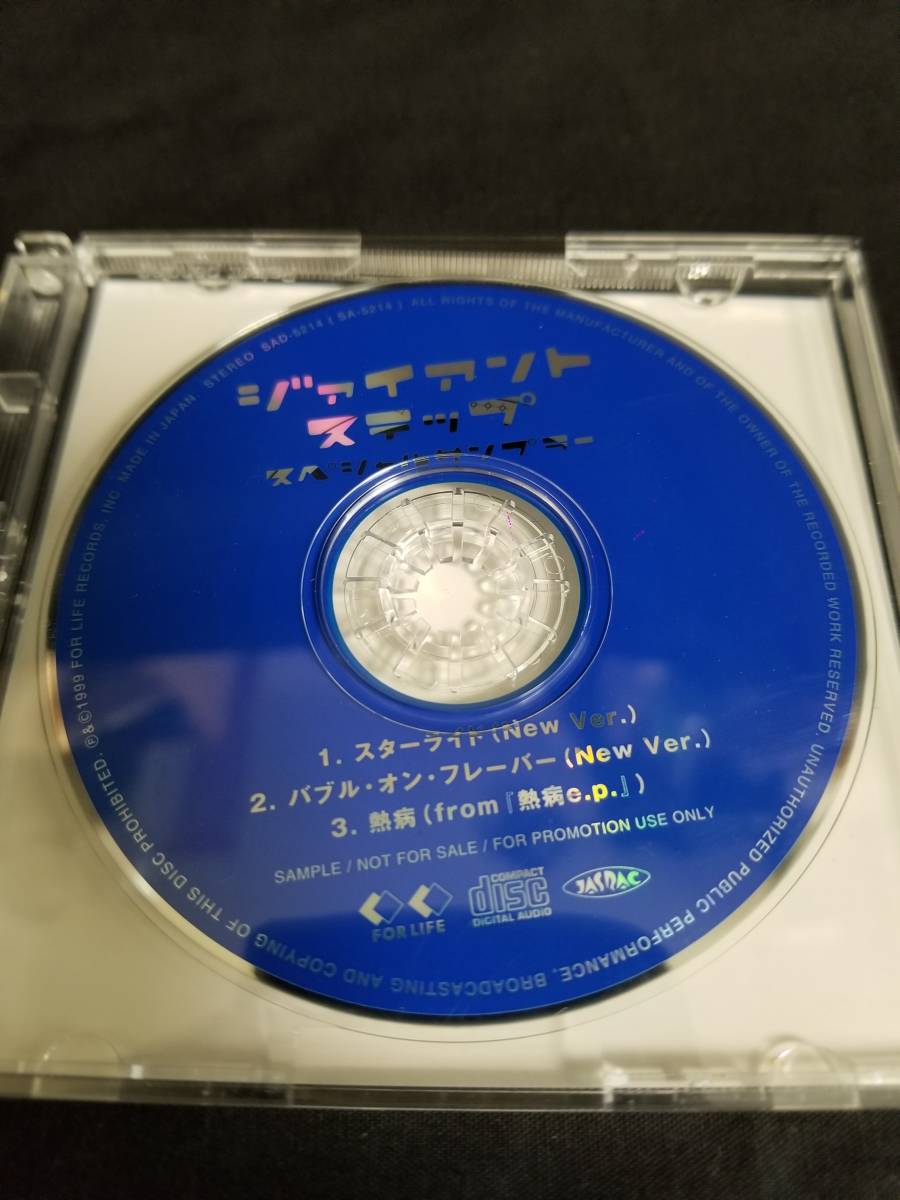 ジァイアント
ステップ
スペシールサンプラー
1. スターライト(New Ver.)
2. バブル・オン・フレーバー(New Ver.)
3. 熱病(from『熱病e.p.』)
SAMPLE / NOT FOR SALE / FOR PROMOTION USE ONLY
FOR LIFE
COMPACT
disc
DIGITAL AUDIO
JASRAC
℗&©1999 FOR LIFE RECORDS, INC. MADE IN JAPAN STEREO SAD-5214 ( SA-5214 ) ALL RIGHTS OF THE MANUFACTURER AND OF THE OWNER OF THE RECORDED WORK RESERVED. UNAUTHORIZED PUBLIC PERFORMANCE, BROADCASTING AND COPYING OF THIS DISC PROHIBITED.